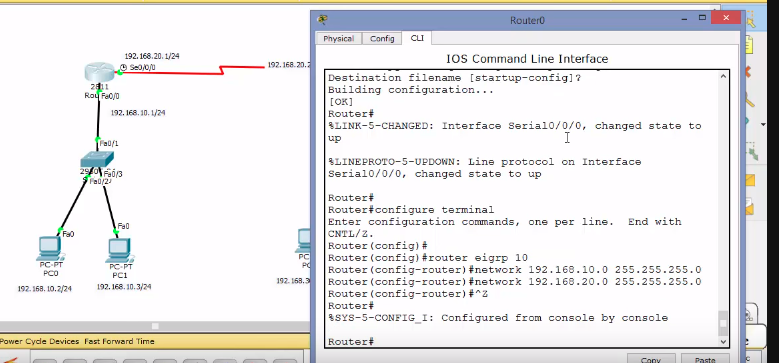 Router0
Physical Config CLI
IOS Command Line Interface
Destination filename [startup-config]?
Building configuration...
[OK]
Router#
%LINK-5-CHANGED: Interface Serial0/0/0, changed state to
up
%LINEPROTO-5-UPDOWN: Line protocol on Interface
Serial0/0/0, changed state to up
Router#
Router#configure terminal
Enter configuration commands, one per line. End with
CNTL/Z.
Router(config)#
Router(config)#router eigrp 10
Router(config-router)#network 192.168.10.0 255.255.255.0
Router(config-router)#network 192.168.20.0 255.255.255.0
Router(config-router)#^Z
Router#
%SYS-5-CONFIG_I: Configured from console by console
Router#
Copy Paste
192.168.20.1/24
Se0/0/0
192.168.20.2
2811
Fa0/0
192.168.10.1/24
Fa0/1
Fa0/3
Fa0/2
Fa0
Fa0
PC-PT
PC0
PC-PT
PC1
192.168.10.2/24
192.168.10.3/24
PC-PT
192.168.3
Power Cycle Devices Fast Forward Time